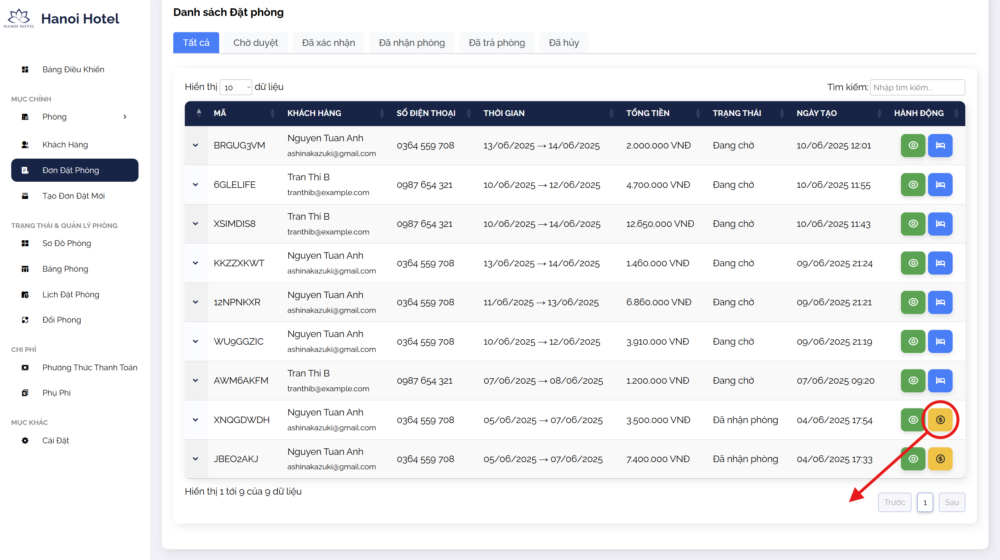 HANOI HOTEL
Hanoi Hotel
Bảng Điều Khiển
MỤC CHÍNH
Phòng
Khách Hàng
Đơn Đặt Phòng
Tạo Đơn Đặt Mới
TRẠNG THÁI & QUẢN LÝ PHÒNG
Sơ Đồ Phòng
Bảng Phòng
Lịch Đặt Phòng
Đổi Phòng
CHI PHÍ
Phương Thức Thanh Toán
Phụ Phí
MỤC KHÁC
Cài Đặt
Danh sách Đặt phòng
Tất cả Chờ duyệt Đã xác nhận Đã nhận phòng Đã trả phòng Đã hủy
Hiển thị 10 dữ liệu Tìm kiếm: Nhập tìm kiếm...
MÃ KHÁCH HÀNG SỐ ĐIỆN THOẠI THỜI GIAN TỔNG TIỀN TRẠNG THÁI NGÀY TẠO HÀNH ĐỘNG
BRGUG3VM Nguyen Tuan Anh 0364 559 708 13/06/2025 → 14/06/2025 2.000.000 VNĐ Đang chờ 10/06/2025 12:01
ashinakazuki@gmail.com
6GLELIFE Tran Thi B 0987 654 321 10/06/2025 → 12/06/2025 4.700.000 VNĐ Đang chờ 10/06/2025 11:55
tranthib@example.com
XSIMDIS8 Tran Thi B 0987 654 321 10/06/2025 → 14/06/2025 12.650.000 VNĐ Đang chờ 10/06/2025 11:43
tranthib@example.com
KKZZXKWT Nguyen Tuan Anh 0364 559 708 13/06/2025 → 14/06/2025 1.460.000 VNĐ Đang chờ 09/06/2025 21:24
ashinakazuki@gmail.com
12NPNKXR Nguyen Tuan Anh 0364 559 708 11/06/2025 → 13/06/2025 6.860.000 VNĐ Đang chờ 09/06/2025 21:21
ashinakazuki@gmail.com
WU9GGZIC Nguyen Tuan Anh 0364 559 708 10/06/2025 → 12/06/2025 3.910.000 VNĐ Đang chờ 09/06/2025 21:19
ashinakazuki@gmail.com
AWM6AKFM Tran Thi B 0987 654 321 07/06/2025 → 08/06/2025 1.200.000 VNĐ Đang chờ 07/06/2025 09:20
tranthib@example.com
XNQGDWDH Nguyen Tuan Anh 0364 559 708 05/06/2025 → 07/06/2025 3.500.000 VNĐ Đã nhận phòng 04/06/2025 17:54
ashinakazuki@gmail.com
JBEO2AKJ Nguyen Tuan Anh 0364 559 708 05/06/2025 → 07/06/2025 7.400.000 VNĐ Đã nhận phòng 04/06/2025 17:33
ashinakazuki@gmail.com
Hiển thị 1 tới 9 của 9 dữ liệu
Trước 1 Sau